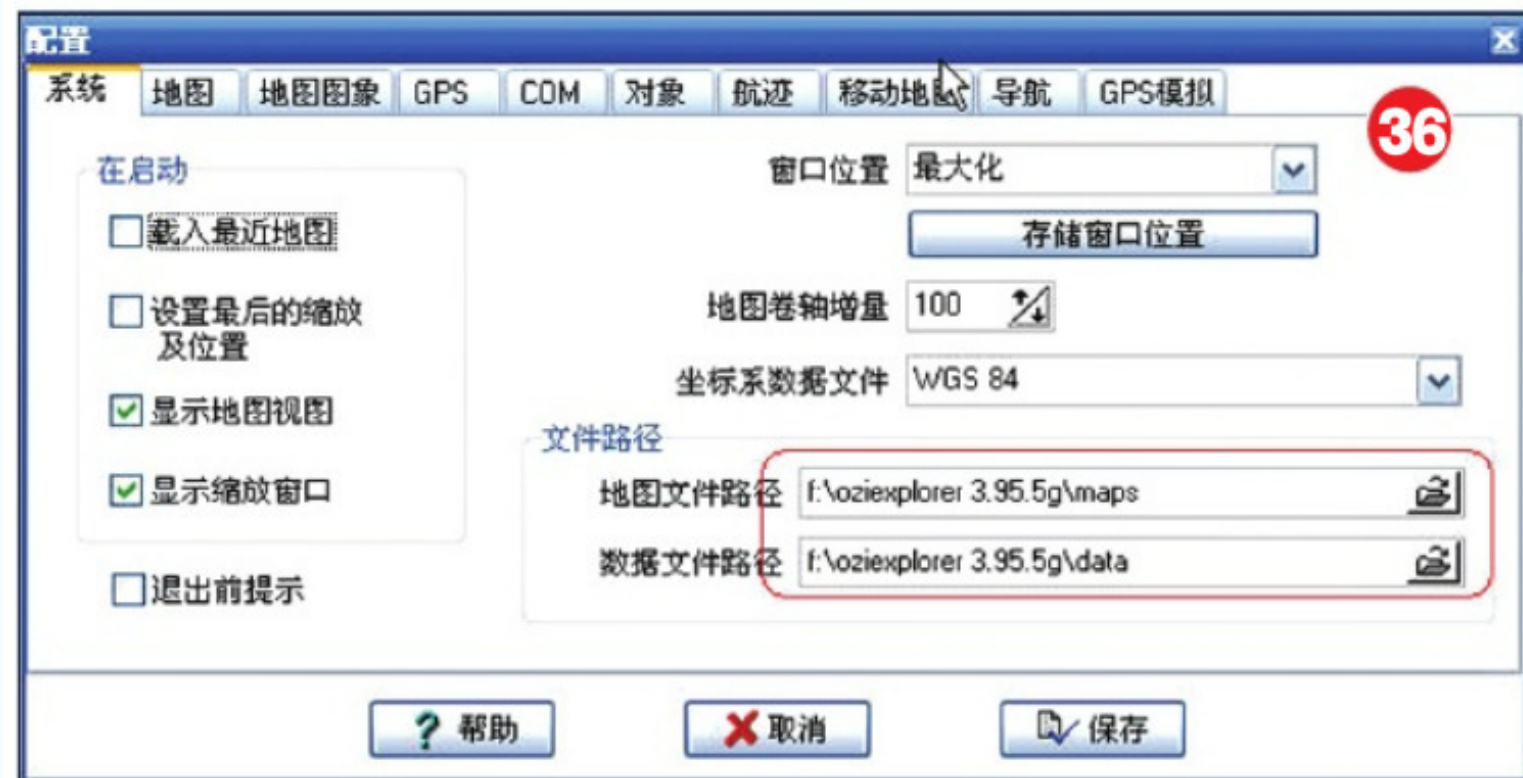 配置
系统 地图 地图图象 GPS COM 对象 航迹 移动地图 导航 GPS模拟
36
在启动
载入最近地图
设置最后的缩放
及位置
显示地图视图
显示缩放窗口
退出前提示
窗口位置 最大化
存储窗口位置
地图卷轴增量 100
坐标系数据文件 WGS 84
文件路径
地图文件路径 f:\oziexplorer 3.95.5g\maps
数据文件路径 f:\oziexplorer 3.95.5g\data
? 帮助 取消 保存